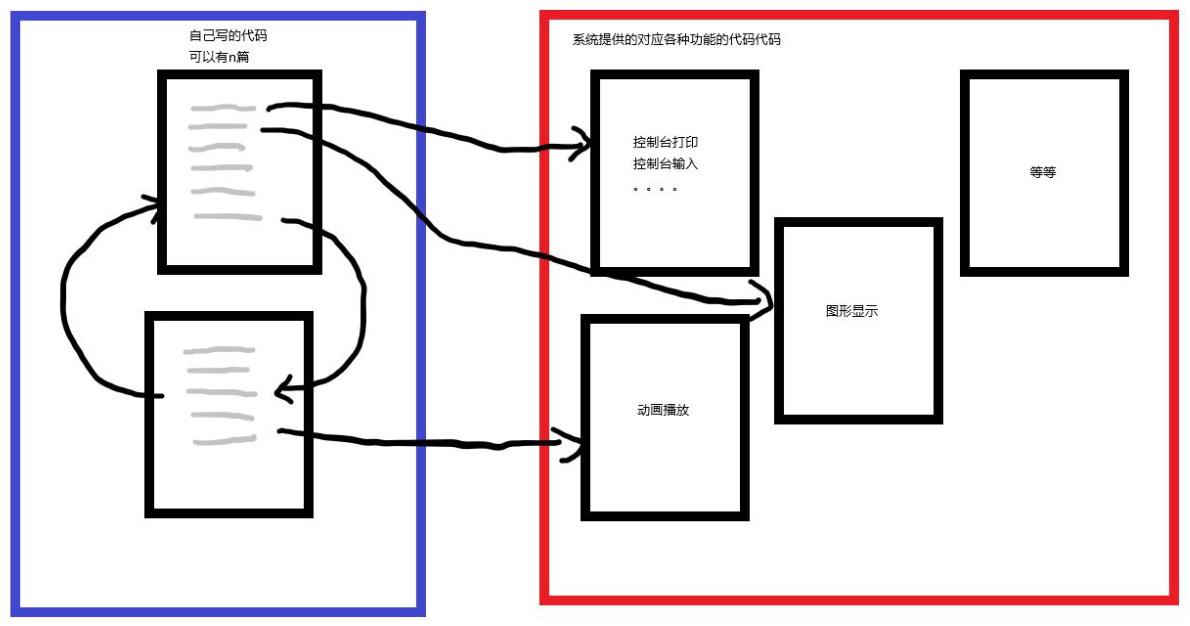 自己写的代码
可以有n篇
系统提供的对应各种功能的代码代码
控制台打印
控制台输入
。。。。
等等
图形显示
动画播放